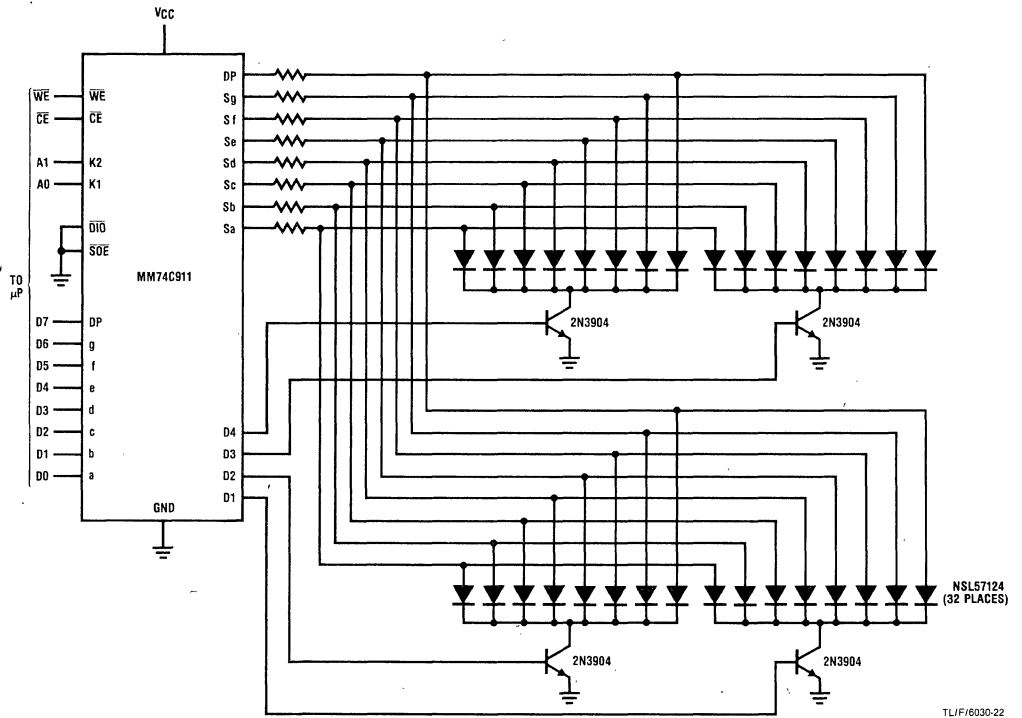 VCC
WE
CE
A1
A0
TO
μP
D7
D6
D5
D4
D3
D2
D1
D0
WE
CE
K2
K1
DIO
SOE
MM74C911
DP
g
f
e
d
c
b
a
GND
DP
Sg
Sf
Se
Sd
Sc
Sb
Sa
D4
D3
D2
D1
2N3904
2N3904
2N3904
2N3904
NSL57124
(32 PLACES)
TL/F/6030-22